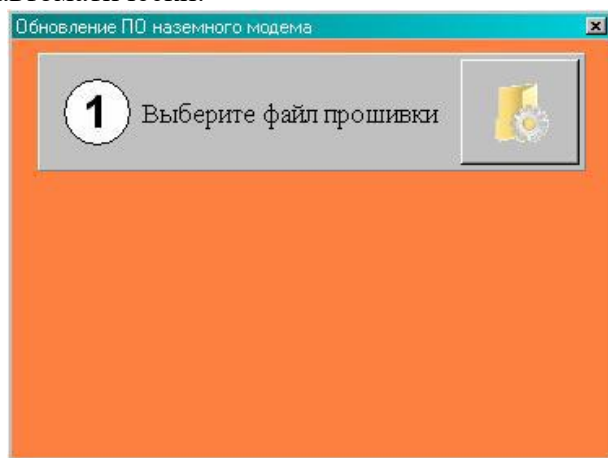 Обновление ПО наземного модема
1 Выберите файл прошивки